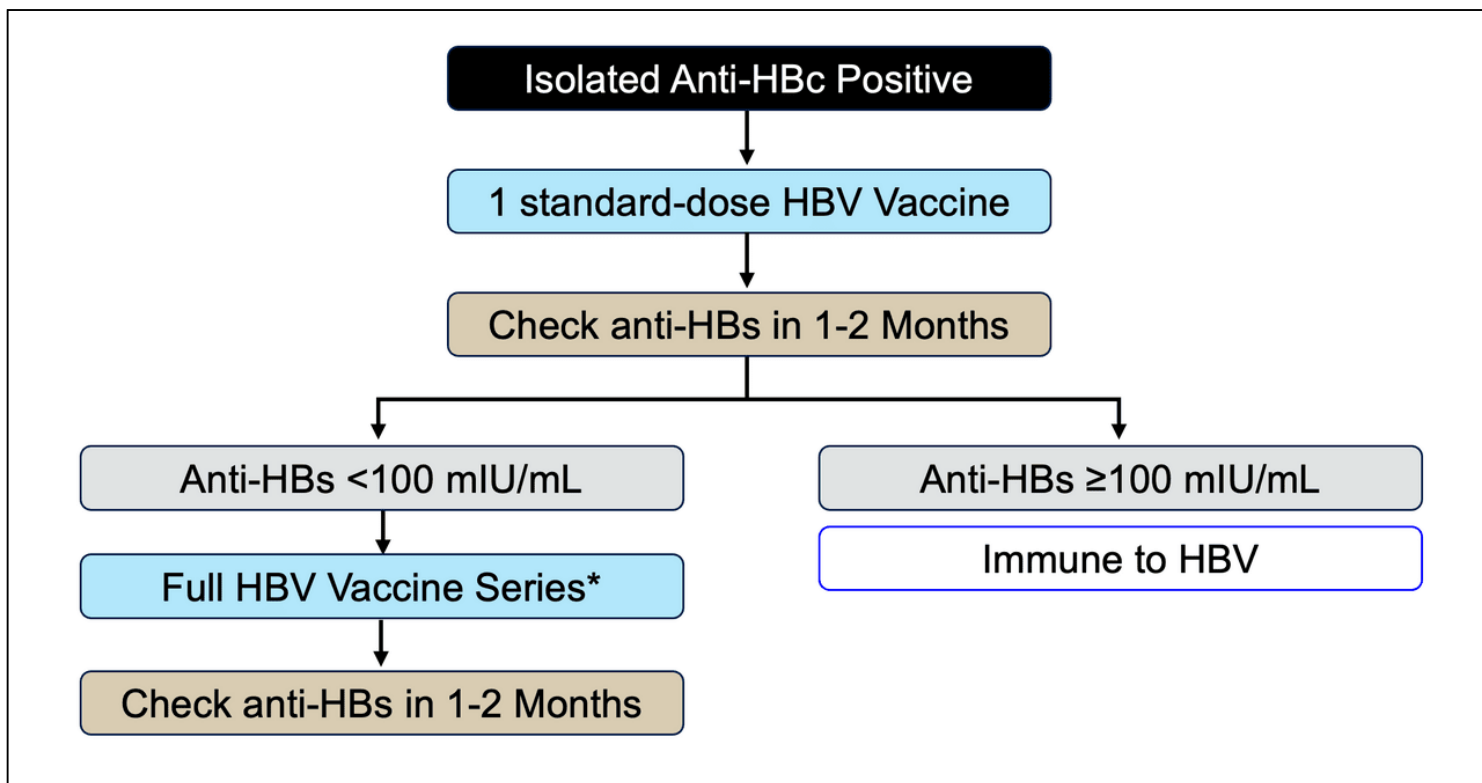 Isolated Anti-HBc Positive
1 standard-dose HBV Vaccine
Check anti-HBs in 1-2 Months
Anti-HBs <100 mIU/mL
Anti-HBs ≥100 mIU/mL
Full HBV Vaccine Series*
Immune to HBV
Check anti-HBs in 1-2 Months